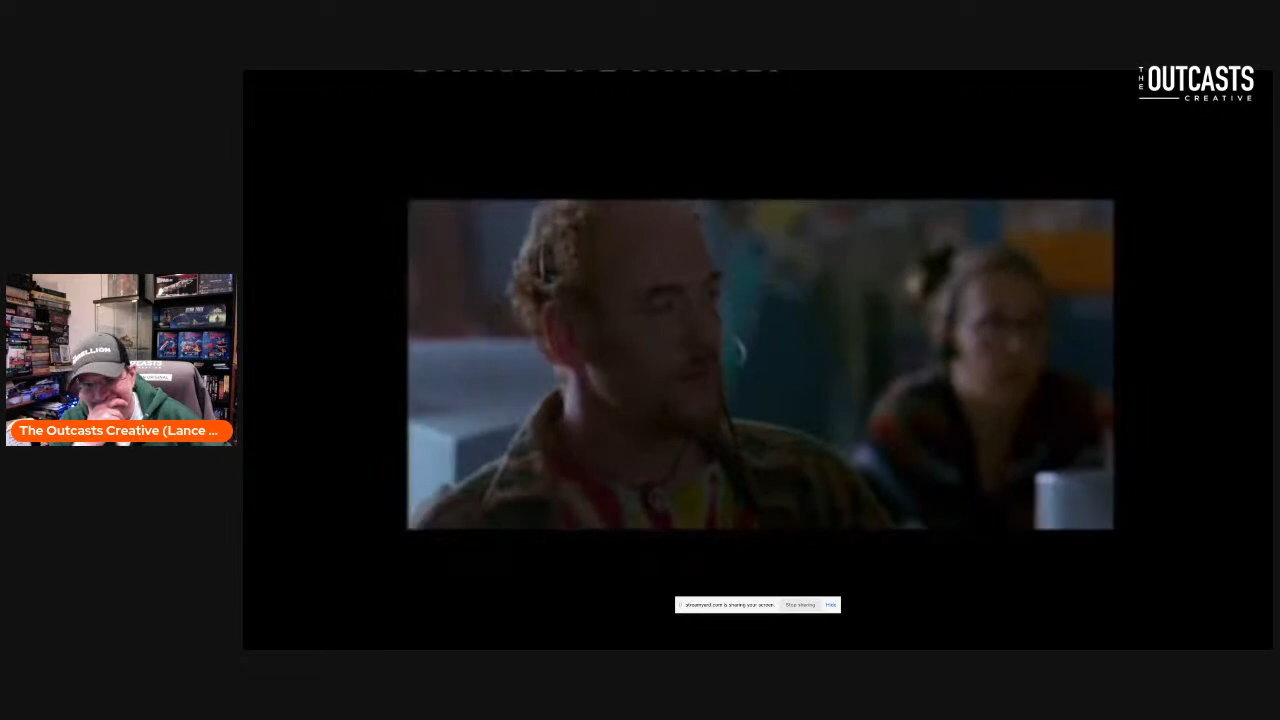 THE
OUTCASTS
CREATIVE
The Outcasts Creative (Lance ...
streamyard.com is sharing your screen.
Stop sharing
Hide